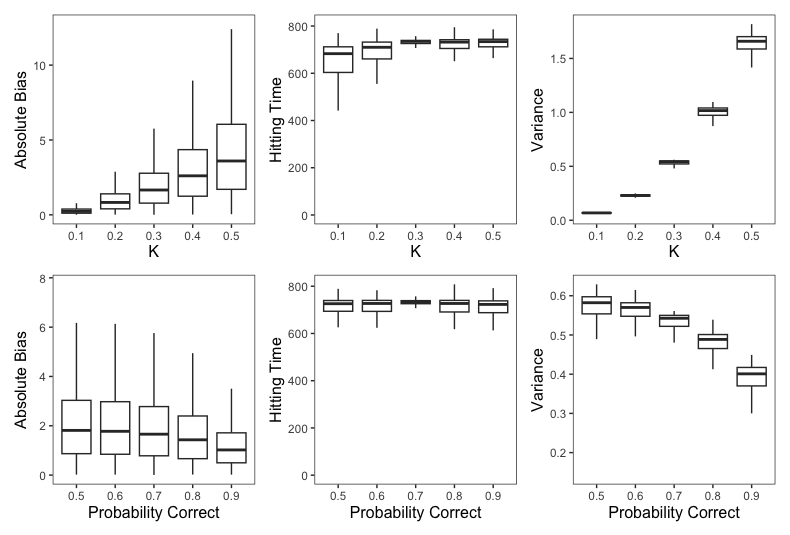 Absolute Bias
10
5
0
0.1 0.2 0.3 0.4 0.5
K
Hitting Time
800
600
400
200
0
0.1 0.2 0.3 0.4 0.5
K
Variance
1.5
1.0
0.5
0.0
0.1 0.2 0.3 0.4 0.5
K
Absolute Bias
8
6
4
2
0
0.5 0.6 0.7 0.8 0.9
Probability Correct
Hitting Time
800
600
400
200
0
0.5 0.6 0.7 0.8 0.9
Probability Correct
Variance
0.6
0.5
0.4
0.3
0.2
0.5 0.6 0.7 0.8 0.9
Probability Correct